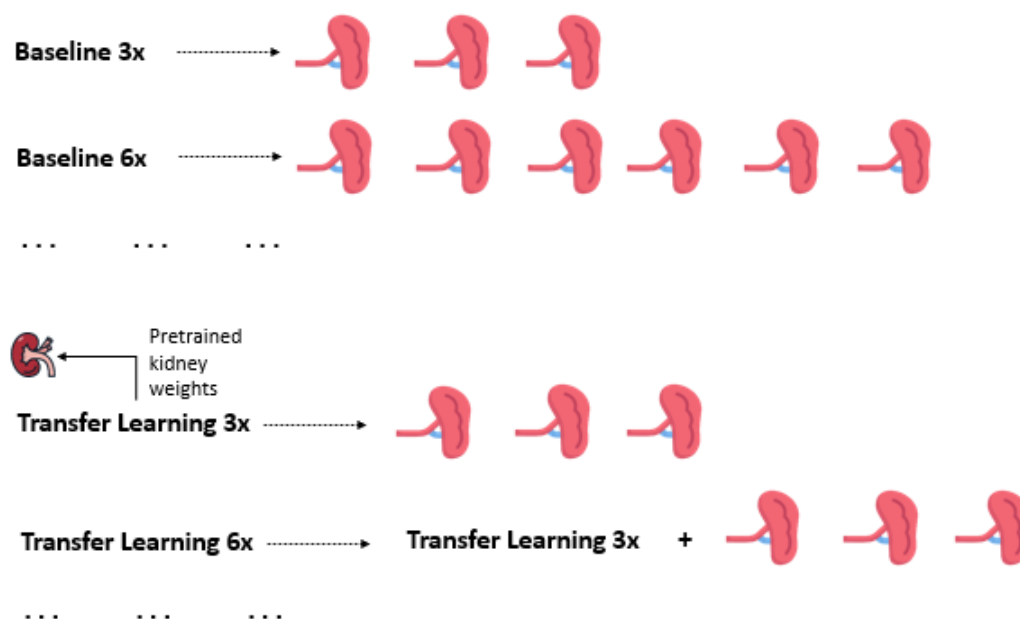 Baseline 3x
Baseline 6x
... ... ...
Pretrained
kidney
weights
Transfer Learning 3x
Transfer Learning 6x Transfer Learning 3x +
... ... ...